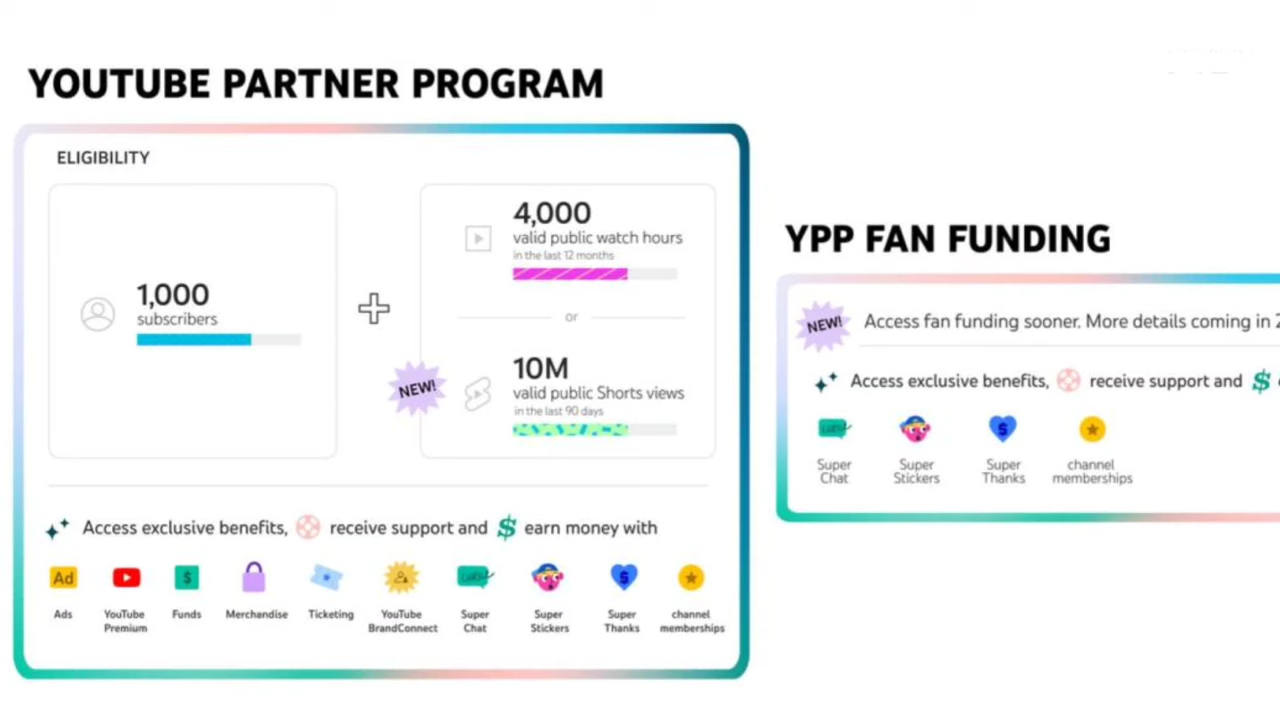 YOUTUBE PARTNER PROGRAM
ELIGIBILITY
1,000
subscribers
4,000
valid public watch hours
in the last 12 months
or
NEW!
10M
valid public Shorts views
in the last 90 days
Access exclusive benefits, receive support and $ earn money with
Ad
$
$
Ads
YouTube
Premium
Funds
Merchandise
Ticketing
YouTube
BrandConnect
Super
Chat
Super
Stickers
Super
Thanks
channel
memberships
YPP FAN FUNDING
NEW!
Access fan funding sooner. More details coming in
Access exclusive benefits, receive support and $
$
Super
Chat
Super
Stickers
Super
Thanks
channel
memberships